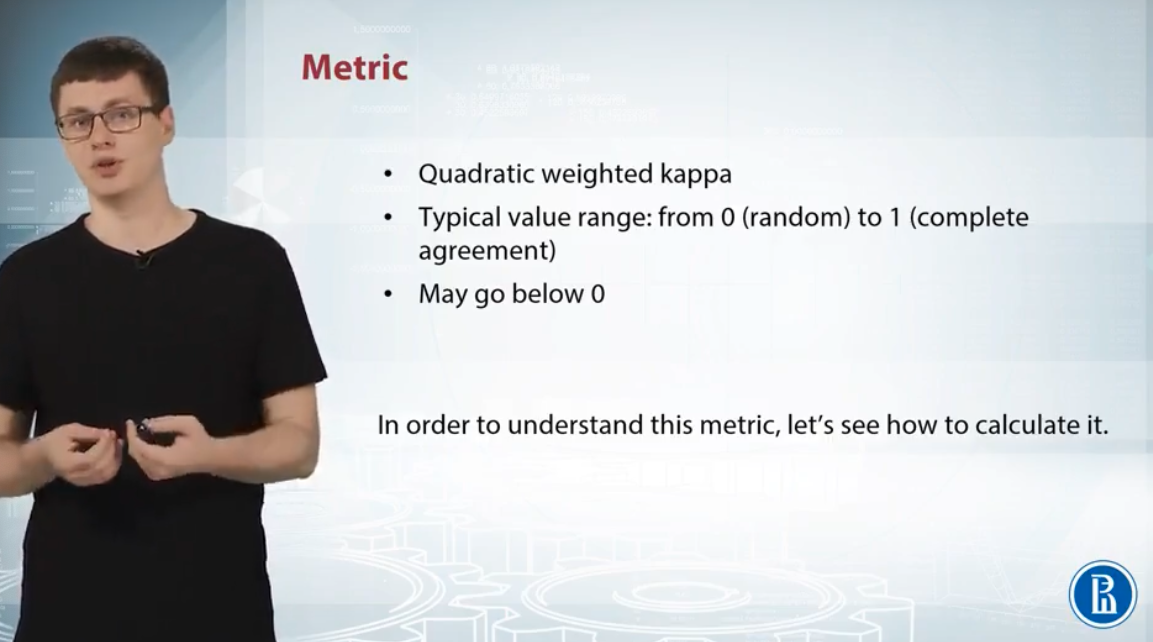 Metric
• Quadratic weighted kappa
• Typical value range: from 0 (random) to 1 (complete
agreement)
• May go below 0
In order to understand this metric, let's see how to calculate it.